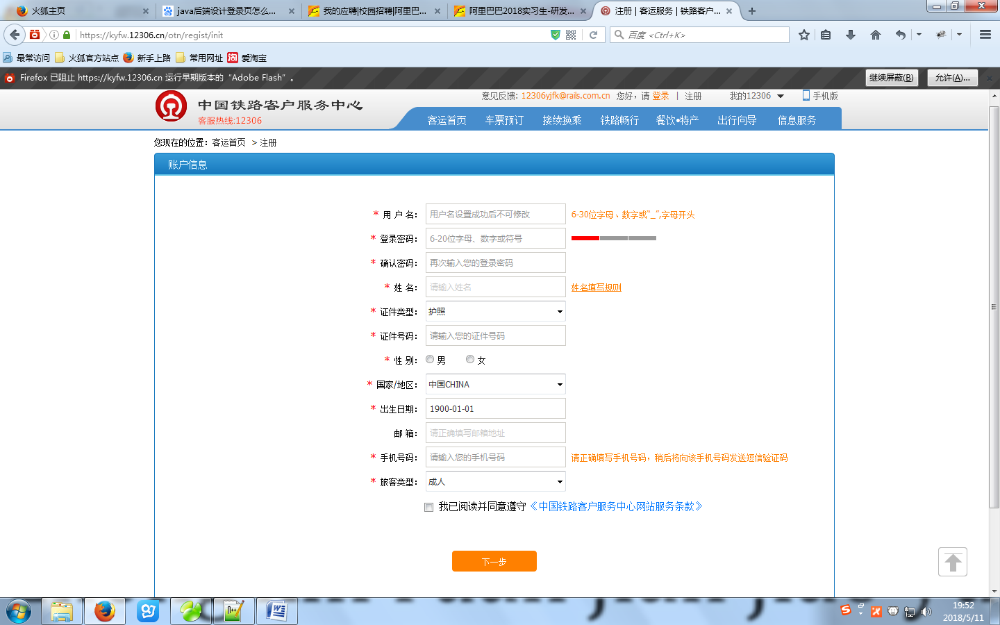 火狐主页
java后端设计登录页怎么...
我的应聘|校园招聘|阿里巴...
阿里巴巴2018实习生-研发...
注册 | 客运服务 | 铁路客户...
https://kyfw.12306.cn/otn/regist/init
百度 <Ctrl+K>
最常访问 火狐官方站点 新手上路 常用网址 淘 爱淘宝
Firefox 已阻止 https://kyfw.12306.cn 运行早期版本的“Adobe Flash”。
继续屏蔽(B) 允许(A)...
意见反馈: 12306yjfk@rails.com.cn 您好，请 登录 | 注册 我的12306 手机版
中国铁路客户服务中心
客服热线:12306
客运首页 车票预订 接续换乘 铁路畅行 餐饮•特产 出行向导 信息服务
您现在的位置：客运首页 > 注册
账户信息
* 用 户 名： 用户名设置成功后不可修改 6-30位字母、数字或“_”,字母开头
* 登录密码： 6-20位字母、数字或符号
* 确认密码： 再次输入您的登录密码
* 姓 名： 请输入姓名 姓名填写规则
* 证件类型： 护照
* 证件号码： 请输入您的证件号码
* 性 别： 男 女
* 国家/地区： 中国CHINA
* 出生日期： 1900-01-01
邮 箱： 请正确填写邮箱地址
* 手机号码： 请输入您的手机号码 请正确填写手机号码，稍后将向该手机号码发送短信验证码
* 旅客类型： 成人
我已阅读并同意遵守《中国铁路客户服务中心网站服务条款》
下一步
19:52
2018/5/11